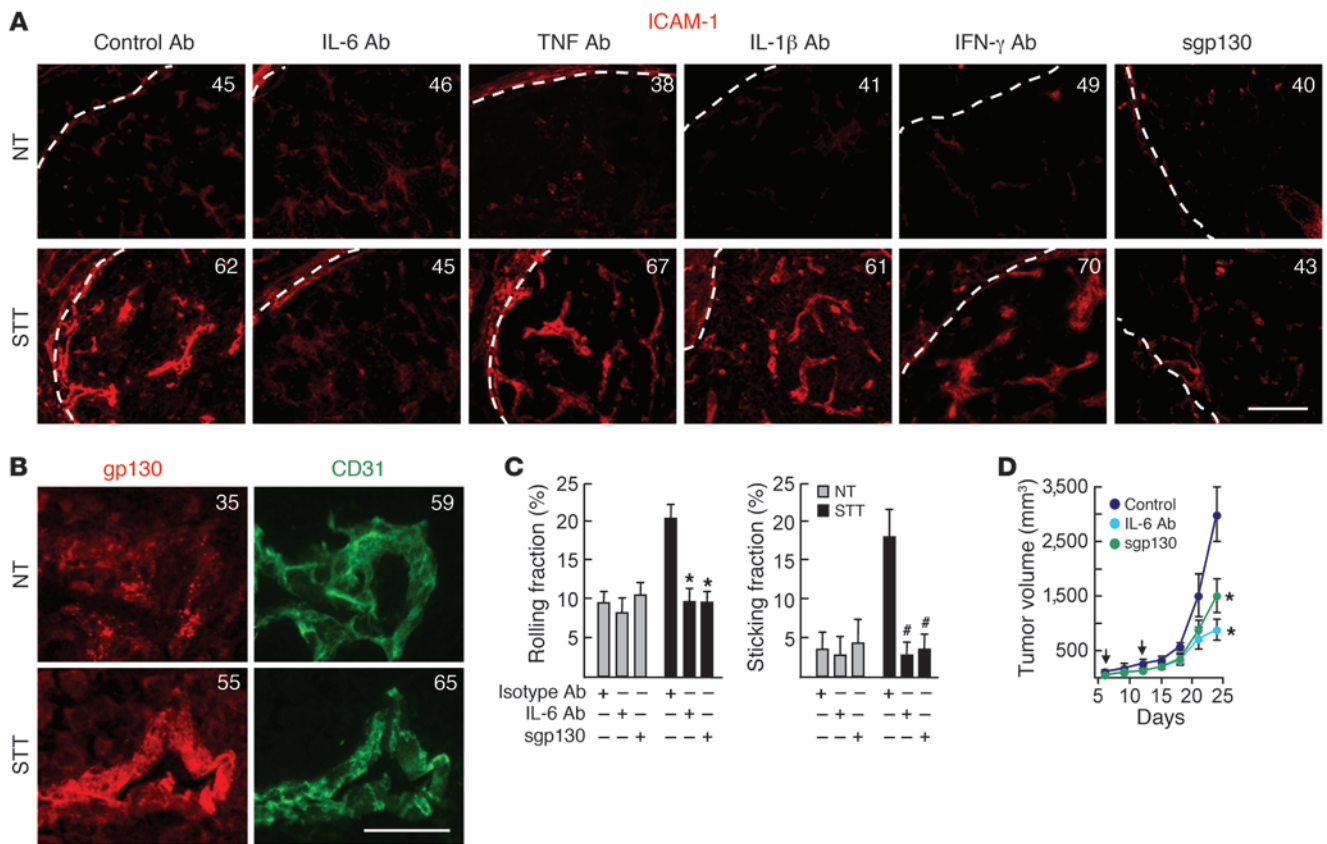 A
ICAM-1
Control Ab IL-6 Ab TNF Ab IL-1β Ab IFN-γ Ab sgp130
NT
45 46 38 41 49 40
STT
62 45 67 61 70 43
B
gp130 CD31
NT
35 59
STT
55 65
C
Rolling fraction (%)
25
20
15
10
5
* *
Isotype Ab + – – + – –
IL-6 Ab – + – – + –
sgp130 – – + – – +
Sticking fraction (%)
25
20
15
10
5
NT
STT
# #
+ – – + – –
– + – – + –
– – + – – +
D
Tumor volume (mm³)
3,500
2,500
1,500
500
Control
IL-6 Ab
sgp130
*
*
5 10 15 20 25
Days